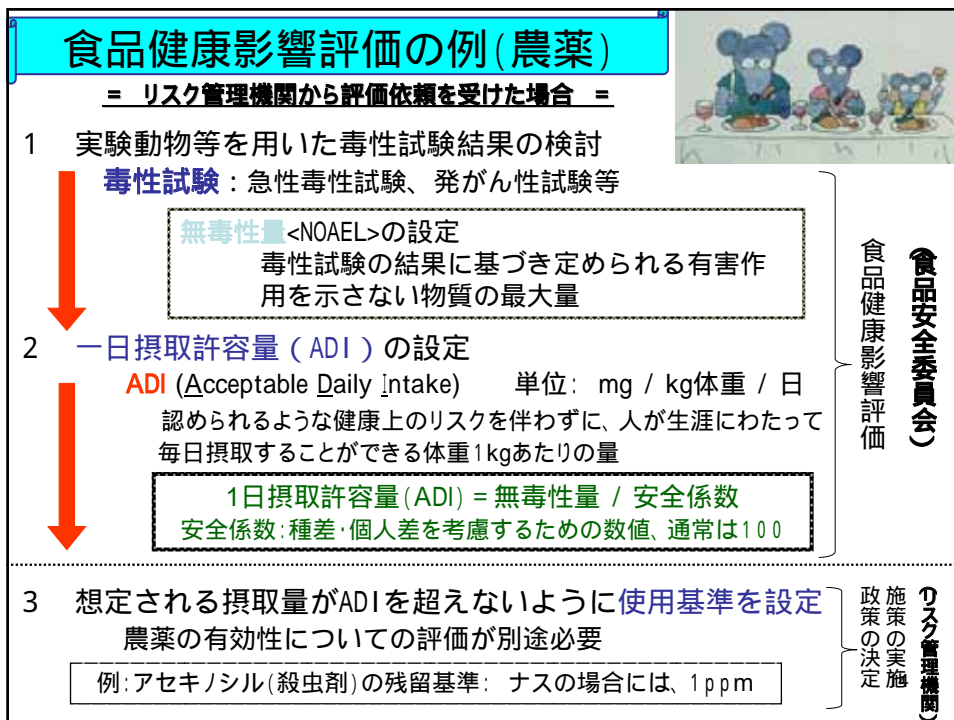 食品健康影響評価の例(農薬)
= リスク管理機関から評価依頼を受けた場合 =
1 実験動物等を用いた毒性試験結果の検討
毒性試験：急性毒性試験、発がん性試験等
無毒性量<NOAEL>の設定
毒性試験の結果に基づき定められる有害作
用を示さない物質の最大量
2 一日摂取許容量（ADI）の設定
ADI (Acceptable Daily Intake) 単位: mg / kg体重 / 日
認められるような健康上のリスクを伴わずに、人が生涯にわたって
毎日摂取することができる体重1kgあたりの量
1日摂取許容量(ADI) = 無毒性量 / 安全係数
安全係数:種差･個人差を考慮するための数値、通常は100
食品健康影響評価
(食品安全委員会)
3 想定される摂取量がADIを超えないように使用基準を設定
農薬の有効性についての評価が別途必要
例:アセキノシル(殺虫剤)の残留基準: ナスの場合には、1ppm
政策の決定
施策の実施
(リスク管理機関)